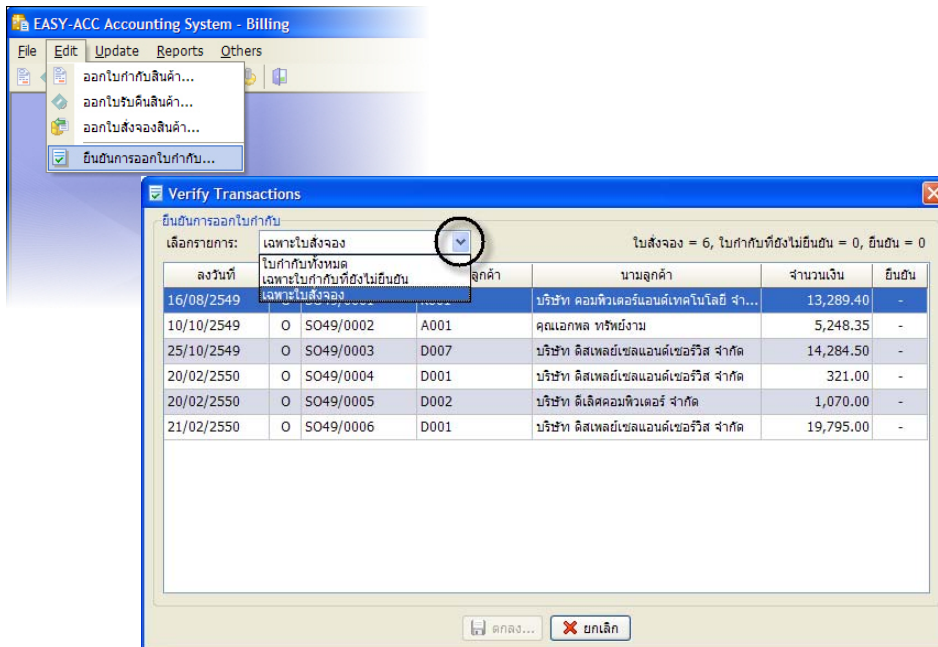 EASY-ACC Accounting System - Billing
File Edit Update Reports Others
ออกใบกำกับสินค้า...
ออกใบรับคืนสินค้า...
ออกใบสั่งจองสินค้า...
ยืนยันการออกใบกำกับ...
Verify Transactions
ยืนยันการออกใบกำกับ
เลือกรายการ: เฉพาะใบสั่งจอง ใบสั่งจอง = 6, ใบกำกับที่ยังไม่ยืนยัน = 0, ยืนยัน = 0
ใบกำกับทั้งหมด
เฉพาะใบกำกับที่ยังไม่ยืนยัน
เฉพาะใบสั่งจอง
ลงวันที่ ลูกค้า นามลูกค้า จำนวนเงิน ยืนยัน
16/08/2549 บริษัท คอมพิวเตอร์แอนด์เทคโนโลยี จำ... 13,289.40 -
10/10/2549 O SO49/0002 A001 คุณเอกพล ทรัพย์งาม 5,248.35 -
25/10/2549 O SO49/0003 D007 บริษัท ดิสเพลย์เซลแอนด์เซอร์วิส จำกัด 14,284.50 -
20/02/2550 O SO49/0004 D001 บริษัท ดิสเพลย์เซลแอนด์เซอร์วิส จำกัด 321.00 -
20/02/2550 O SO49/0005 D002 บริษัท ดีเลิศคอมพิวเตอร์ จำกัด 1,070.00 -
21/02/2550 O SO49/0006 D001 บริษัท ดิสเพลย์เซลแอนด์เซอร์วิส จำกัด 19,795.00 -
ตกลง... ยกเลิก